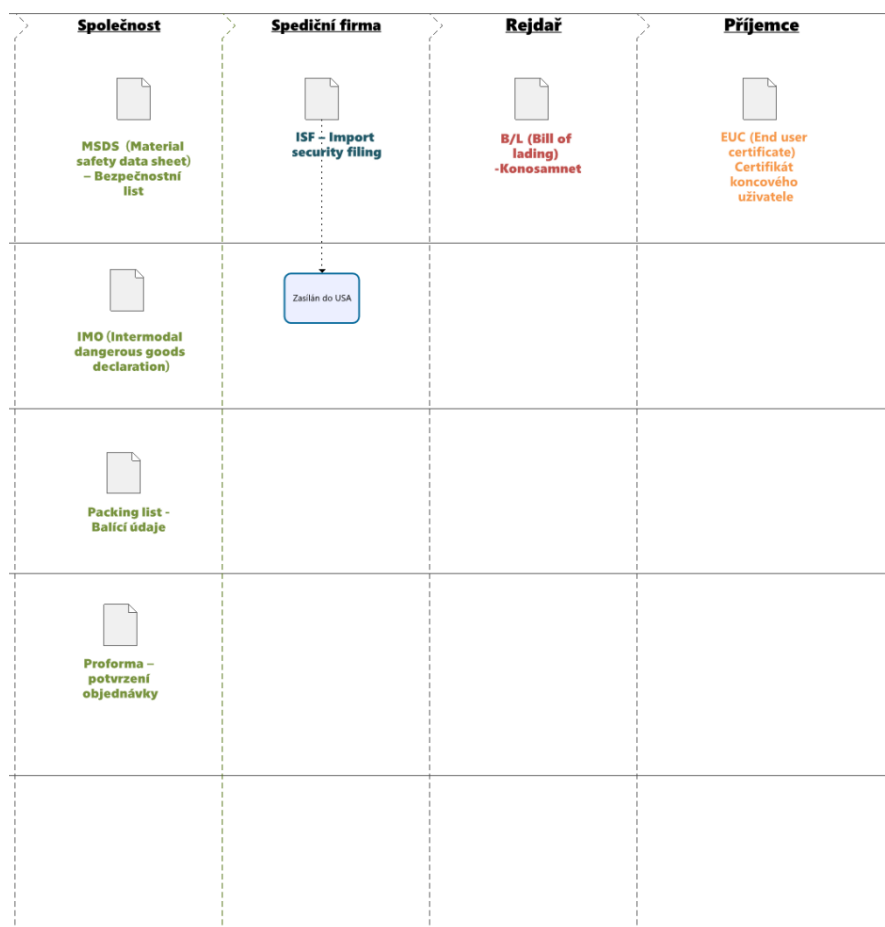 Společnost
Spediční firma
Rejdař
Příjemce
MSDS (Material
safety data sheet)
– Bezpečnostní
list
ISF – Import
security filing
B/L (Bill of
lading)
-Konosamnet
EUC (End user
certificate)
Certifikát
koncového
uživatele
IMO (Intermodal
dangerous goods
declaration)
Zasílán do USA
Packing list -
Balící údaje
Proforma –
potvrzení
objednávky